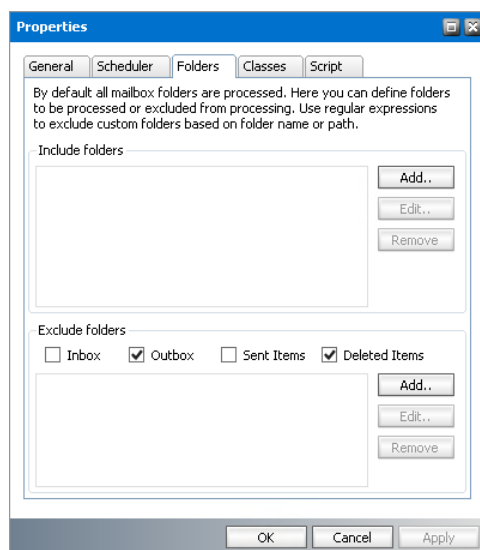 Properties
General Scheduler Folders Classes Script
By default all mailbox folders are processed. Here you can define folders
to be processed or excluded from processing. Use regular expressions
to exclude custom folders based on folder name or path.
Include folders
Add..
Edit..
Remove
Exclude folders
Inbox Outbox Sent Items Deleted Items
Add..
Edit..
Remove
OK Cancel Apply